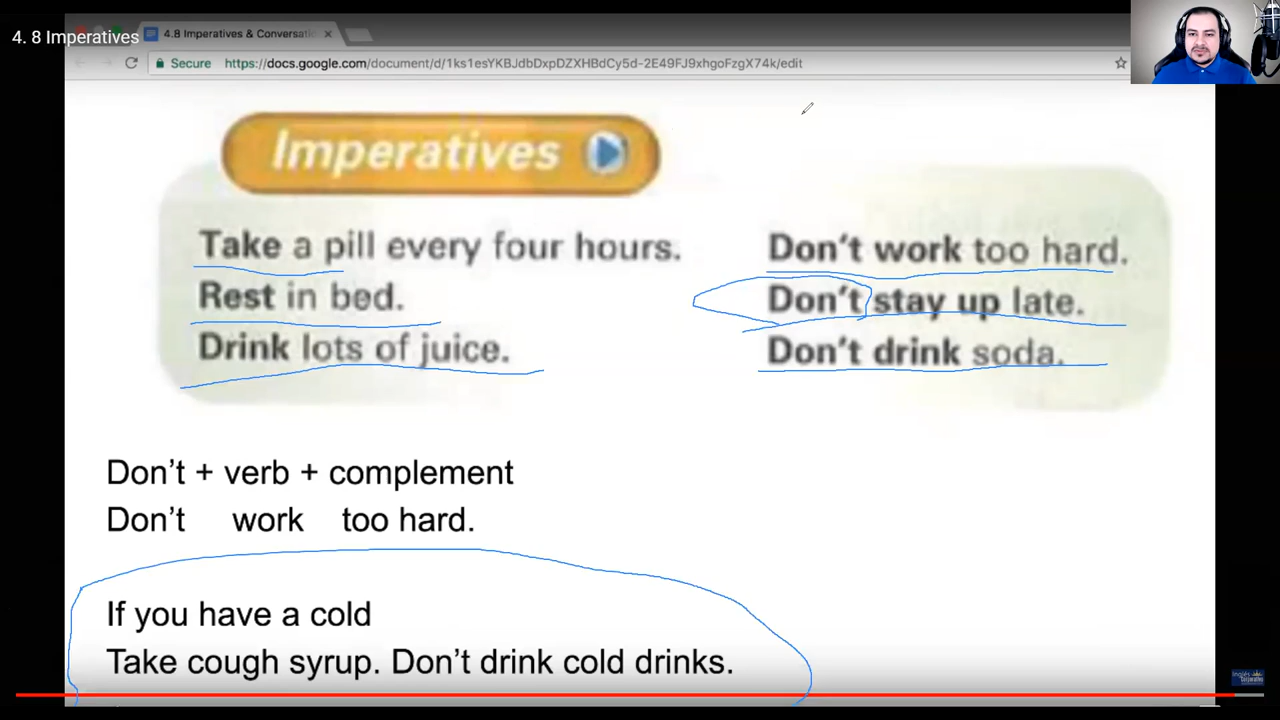 4. 8 Imperatives
4.8 Imperatives & Conversati
Secure https://docs.google.com/document/d/1ks1esYKBJdbDxpDZXHBdCy5d-2E49FJ9xhgoFzgX74k/edit
Imperatives
Take a pill every four hours.
Rest in bed.
Drink lots of juice.
Don't work too hard.
Don't stay up late.
Don't drink soda.
Don't + verb + complement
Don't work too hard.
If you have a cold
Take cough syrup. Don't drink cold drinks.
Inglés
Corporativo